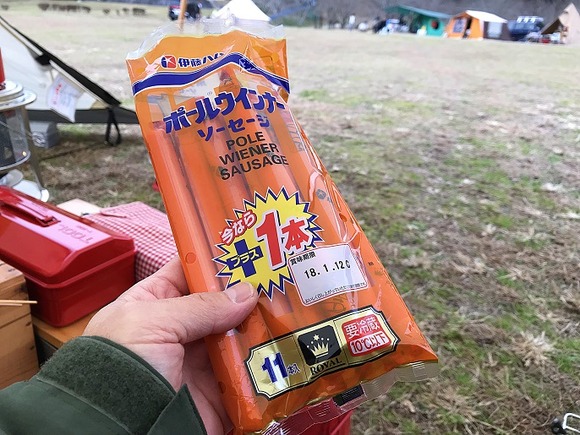 伊藤ハム
ポールウインナー
ソーセージ
POLE
WIENER
SAUSAGE
今なら
プラス
+1本
賞味期限
18.1.12
要冷蔵
10℃以下
11本入
ROYAL